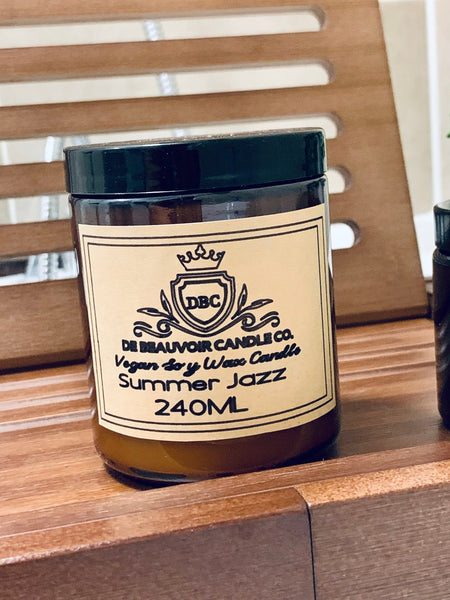 DBC
DE BEAUVOIR CANDLE CO.
Vegan Soy Wax Candle
Summer Jazz
240ML